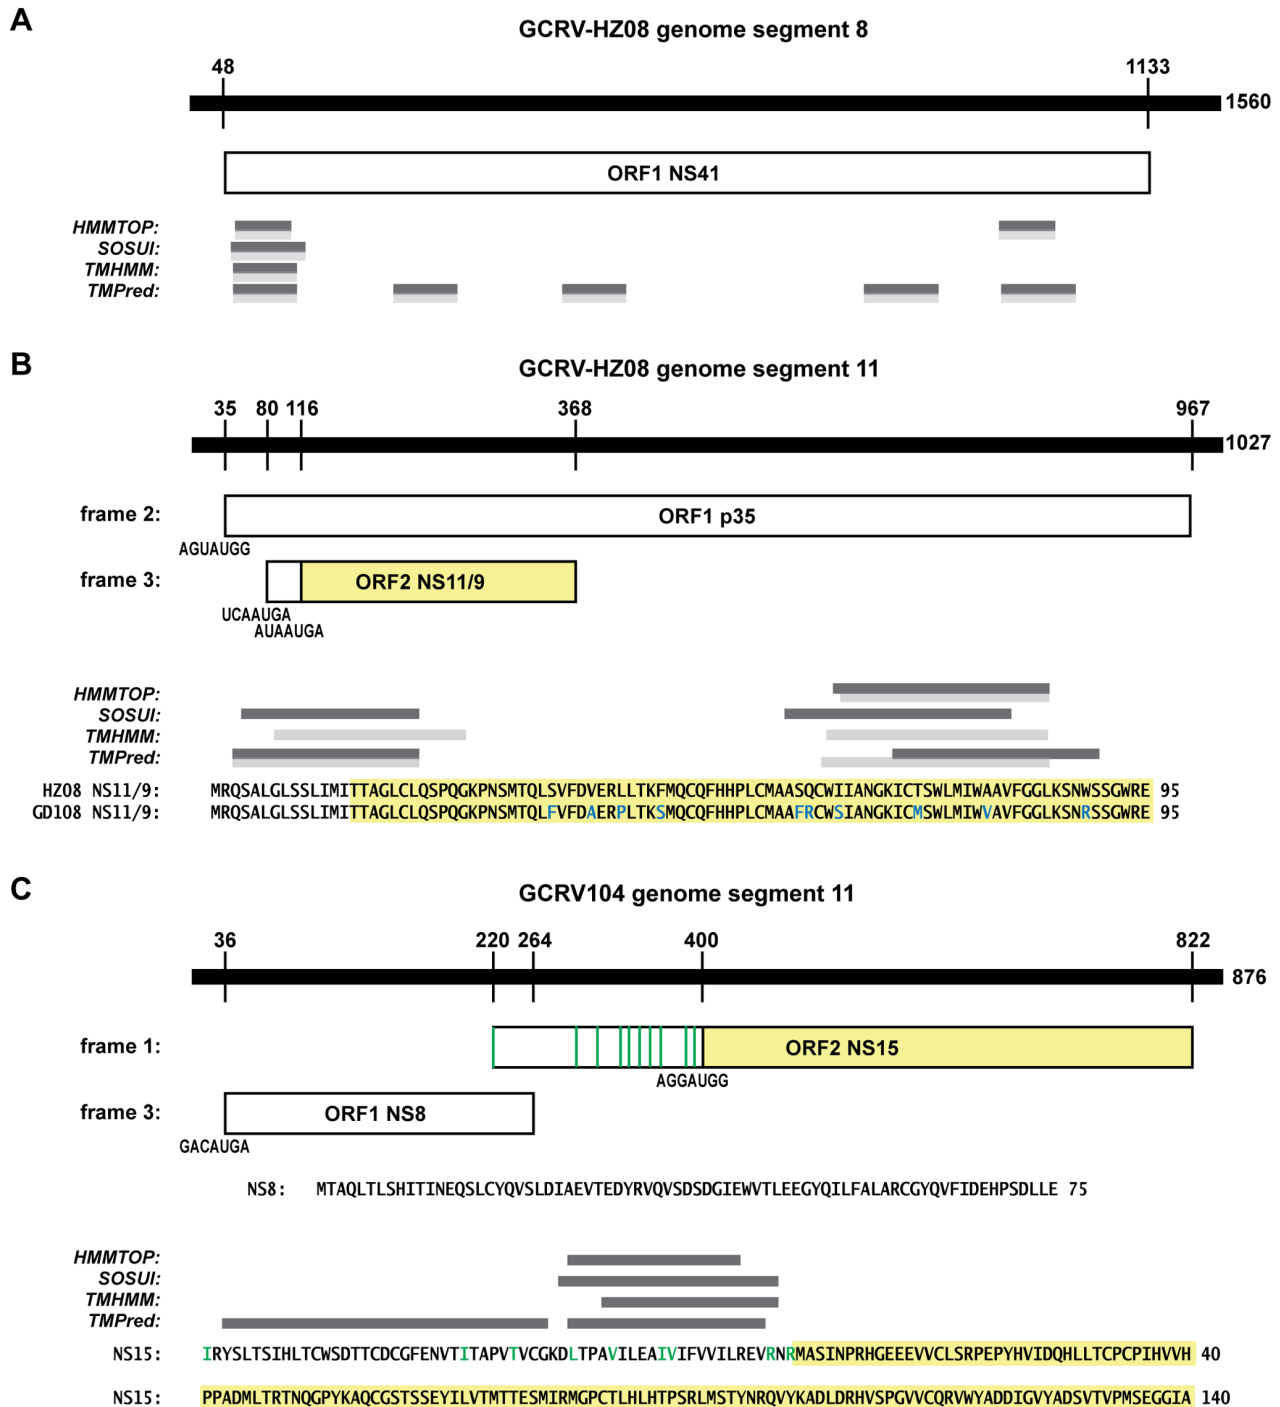 A
GCRV-HZ08 genome segment 8
48 1133
1560
ORF1 NS41
HMMTOP:
SOSUI:
TMHMM:
TMPred:
B
GCRV-HZ08 genome segment 11
35 80 116 368 967
1027
frame 2: ORF1 p35
AGUAUGG
frame 3: ORF2 NS11/9
UCAAUGA
AUAAUGA
HMMTOP:
SOSUI:
TMHMM:
TMPred:
HZ08 NS11/9: MRQSALGLSSLIMITTAGLCLQSPQGKPNSMTQLSVFDVERLLTKFMQCQFHHPLCMAASQCWIIANGKICTSWLMIWAAVFGGLKSNWSSGWRE 95
GD108 NS11/9: MRQSALGLSSLIMITTAGLCLQSPQGKPNSMTQLFVFDAERPLTKSMQCQFHHPLCMAAFRCWSIANGKICMSWLMIWVAVFGGLKSNRSSGWRE 95
C
GCRV104 genome segment 11
36 220 264 400 822
876
frame 1: ORF2 NS15
AGGAUGG
frame 3: ORF1 NS8
GACAUGA
NS8: MTAQLTLSHITINEQSLCYQVSLDIAEVTEDYRVQVSDSDGIEWVTLEEGYQILFALARCGYQVFIDEHPSDLLE 75
HMMTOP:
SOSUI:
TMHMM:
TMPred:
NS15: IRYSLTSIHLTCWSDTTCDCGFENVTITAPVTVCGKDLTPAVILEAIVIFVVILREVRNRMASINPRHGEEEVVCLSRPEPYHVIDQHLLTCPCPIHVVH 40
NS15: PPADMLTRTNQGPYKAQCGSTSSEYILVTMTTESMIRMGPCTLHLHTPSRLMSTYNRQVYKADLDRHVSPGVVCQRVWYADDIGVYADSVTVPMSEGGIA 140